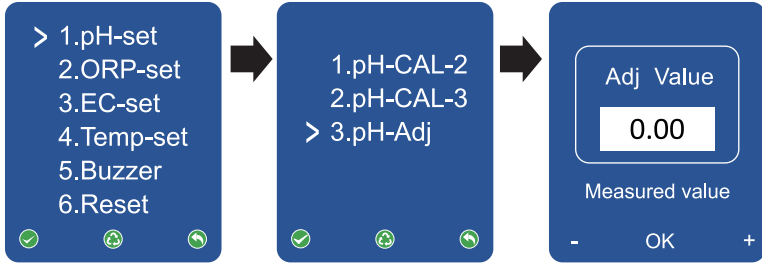 > 1.pH-set
2.ORP-set
3.EC-set
4.Temp-set
5.Buzzer
6.Reset
1.pH-CAL-2
2.pH-CAL-3
> 3.pH-Adj
Adj Value
0.00
Measured value
- OK +